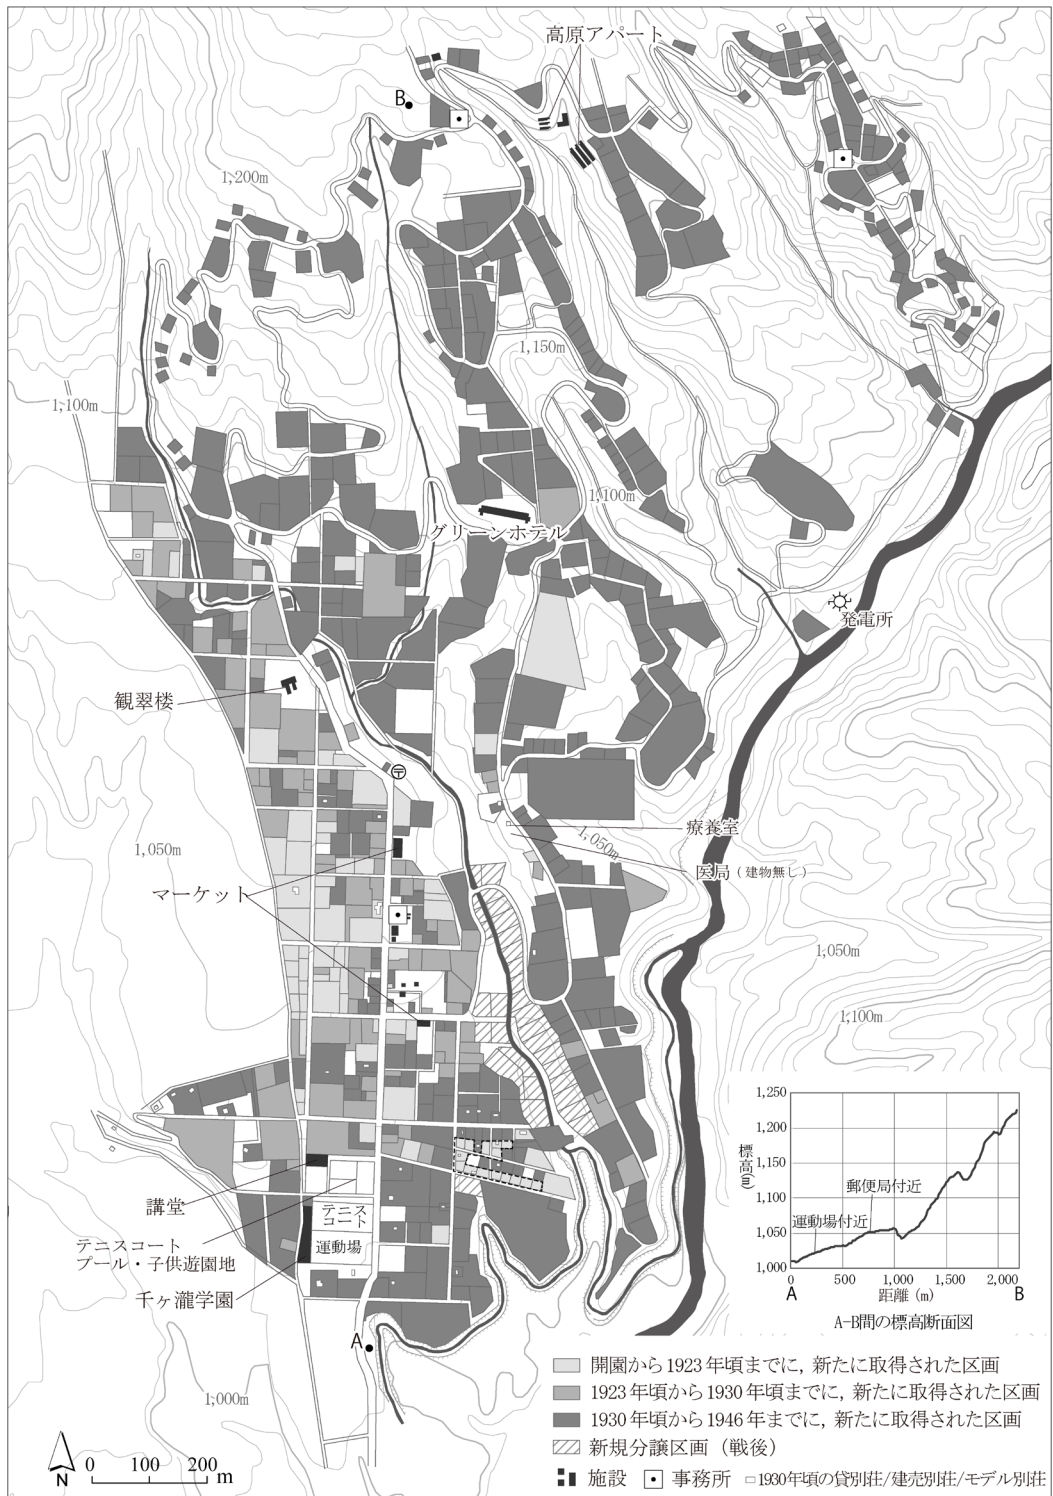 高原アパート
B
1,200m
1,150m
1,100m
1,100m
グリーンホテル
発電所
観翠楼
〒
療養室
1,050m
1,050m
医局（建物無し）
マーケット
1,050m
1,100m
講堂
テニス
コート
テニスコート
プール・子供遊園地
運動場
千ヶ瀧学園
A
1,000m
1,250
1,200
1,150
1,100
1,050
1,000
標高(m)
郵便局付近
運動場付近
0 500 1,000 1,500 2,000
A 距離（m） B
A-B間の標高断面図
開園から1923年頃までに，新たに取得された区画
1923年頃から1930年頃までに，新たに取得された区画
1930年頃から1946年までに，新たに取得された区画
新規分譲区画（戦後）
施設 事務所 1930年頃の貸別荘/建売別荘/モデル別荘
N
0 100 200 m